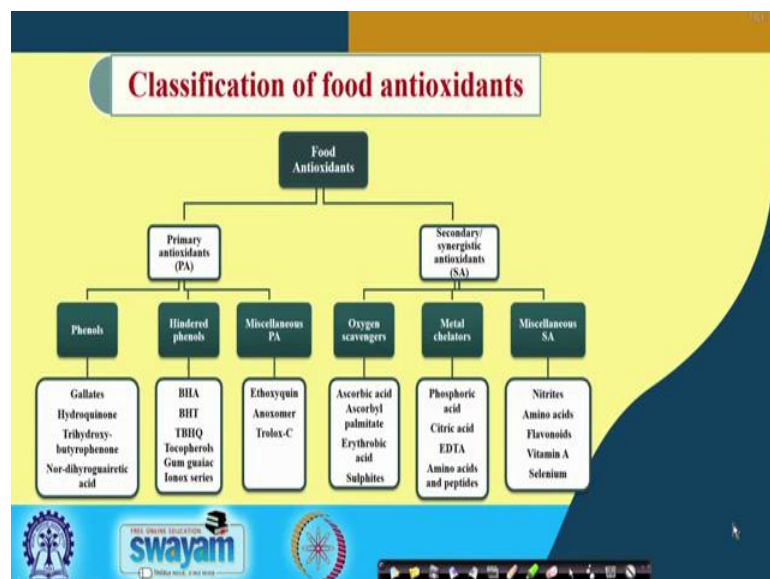 Classification of food antioxidants
Food
Antioxidants
Primary
antioxidants
(PA)
Secondary/
synergistic
antioxidants
(SA)
Phenols
Hindered
phenols
Miscellaneous
PA
Oxygen
scavengers
Metal
chelators
Miscellaneous
SA
Gallates
Hydroquinone
Trihydroxy-
butyrophenone
Nor-dihyroguairetic
acid
BHA
BHT
TBHQ
Tocopherols
Gum guaiac
Ionox series
Ethoxyquin
Anoxomer
Trolox-C
Ascorbic acid
Ascorbyl
palmitate
Erythrobic
acid
Sulphites
Phosphoric
acid
Citric acid
EDTA
Amino acids
and peptides
Nitrites
Amino acids
Flavonoids
Vitamin A
Selenium
FREE ONLINE EDUCATION
swayam